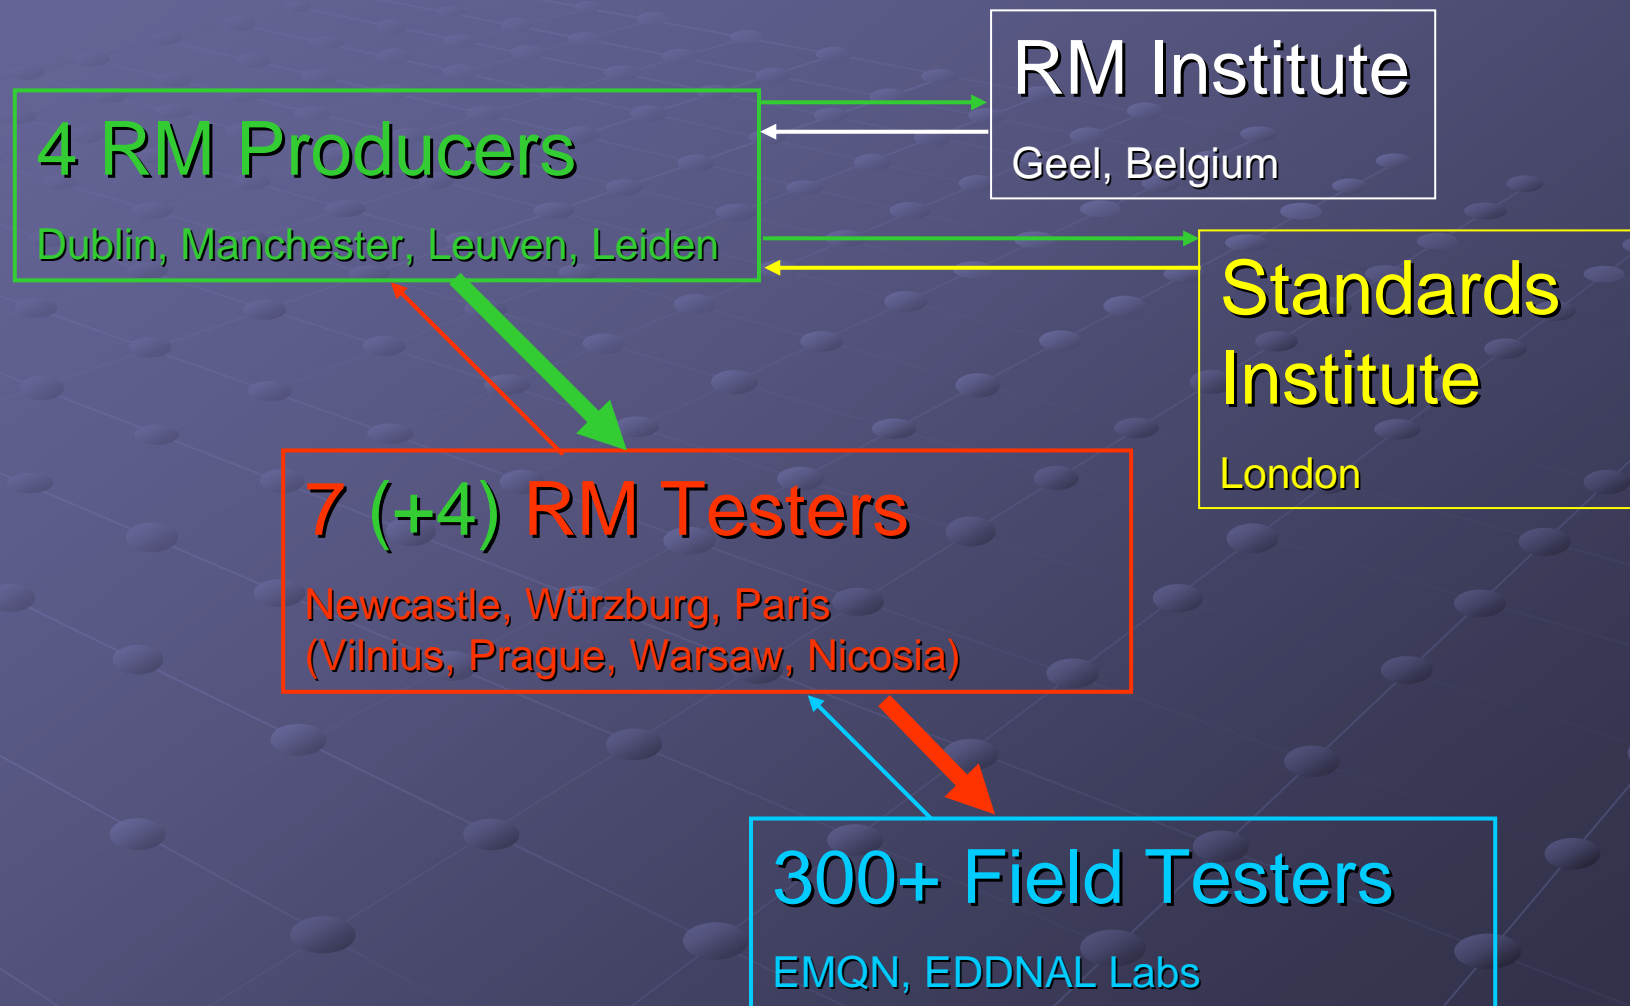 RM Institute
Geel, Belgium
4 RM Producers
Dublin, Manchester, Leuven, Leiden
Standards
Institute
London
7 (+4) RM Testers
Newcastle, Würzburg, Paris
(Vilnius, Prague, Warsaw, Nicosia)
300+ Field Testers
EMQN, EDDNAL Labs